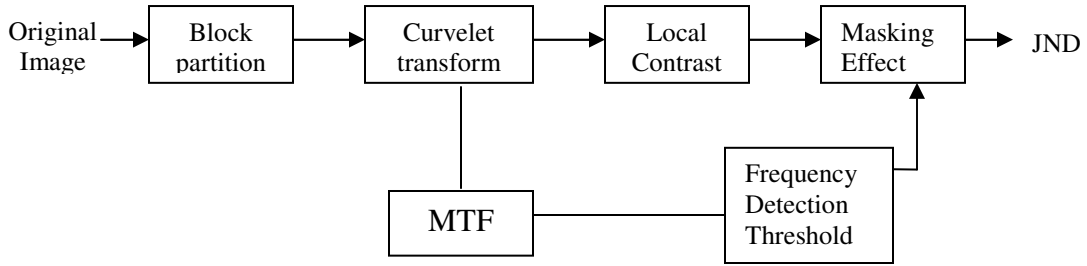 Original
Image
Block
partition
Curvelet
transform
Local
Contrast
Masking
Effect
JND
MTF
Frequency
Detection
Threshold